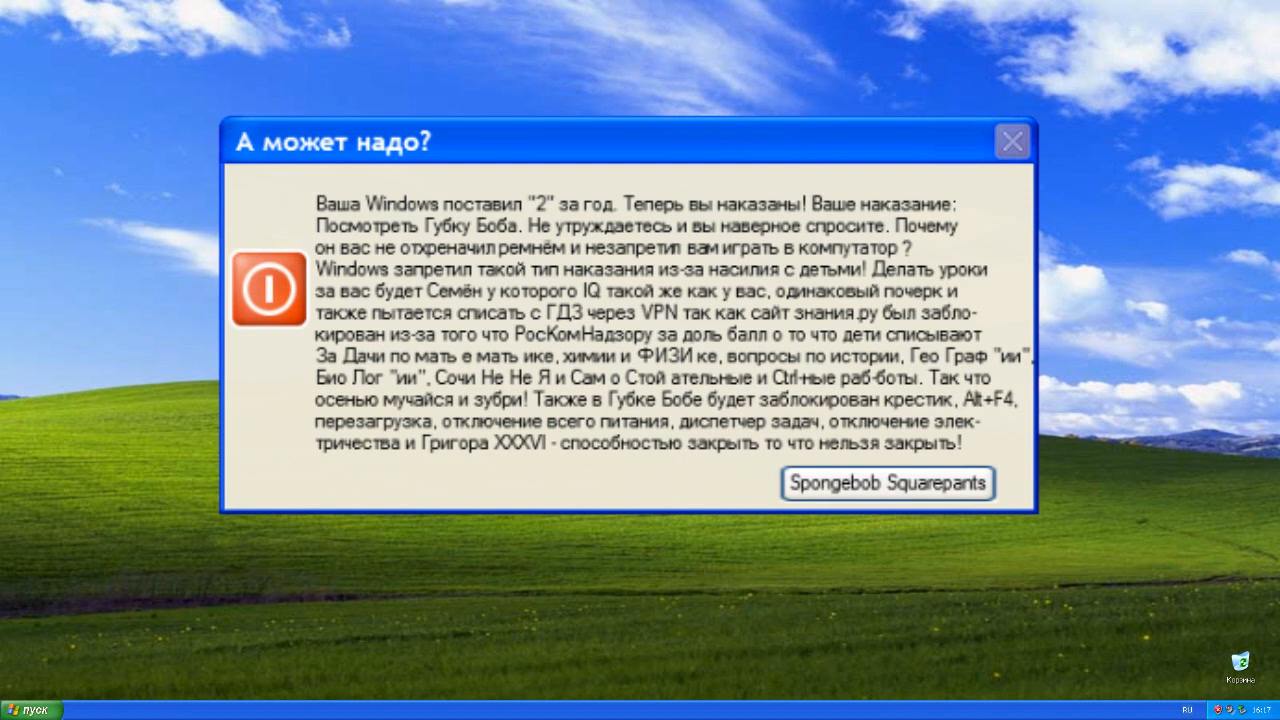 А может надо?
Ваша Windows поставил "2" за год. Теперь вы наказаны! Ваше наказание:
Посмотреть Губку Боба. Не утруждаетесь и вы наверное спросите. Почему
он вас не отхреначил ремнём и незапретил вам играть в компутатор ?
Windows запретил такой тип наказания из-за насилия с детьми! Делать уроки
за вас будет Семён у которого IQ такой же как у вас, одинаковый почерк и
также пытается списать с ГДЗ через VPN так как сайт знания.ру был забло-
кирован из-за того что РосКомНадзору за доль балл о то что дети списывают
За Дачи по мать е мать ике, химии и ФИЗИ ке, вопросы по истории, Гео Граф "ии",
Био Лог "ии", Сочи Не Не Я и Сам о Стой ательные и Ctrl-ные раб-боты. Так что
осенью мучайся и зубри! Также в Губке Бобе будет заблокирован крестик, Alt+F4,
перезагрузка, отключение всего питания, диспетчер задач, отключение элек-
тричества и Григора XXXVI - способностью закрыть то что нельзя закрыть!
Spongebob Squarepants
Корзина
пуск
RU
16:17